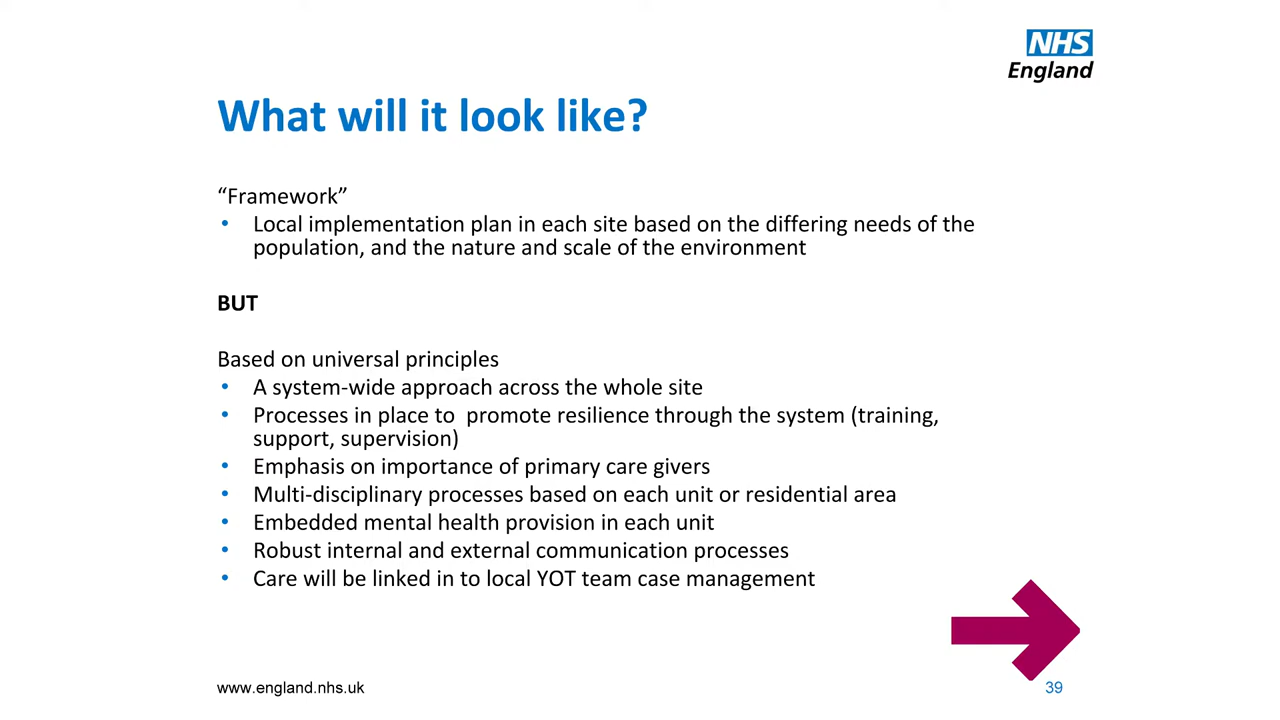 NHS
England
What will it look like?
“Framework”
• Local implementation plan in each site based on the differing needs of the
population, and the nature and scale of the environment
BUT
Based on universal principles
• A system-wide approach across the whole site
• Processes in place to  promote resilience through the system (training,
support, supervision)
• Emphasis on importance of primary care givers
• Multi-disciplinary processes based on each unit or residential area
• Embedded mental health provision in each unit
• Robust internal and external communication processes
• Care will be linked in to local YOT team case management
www.england.nhs.uk
39